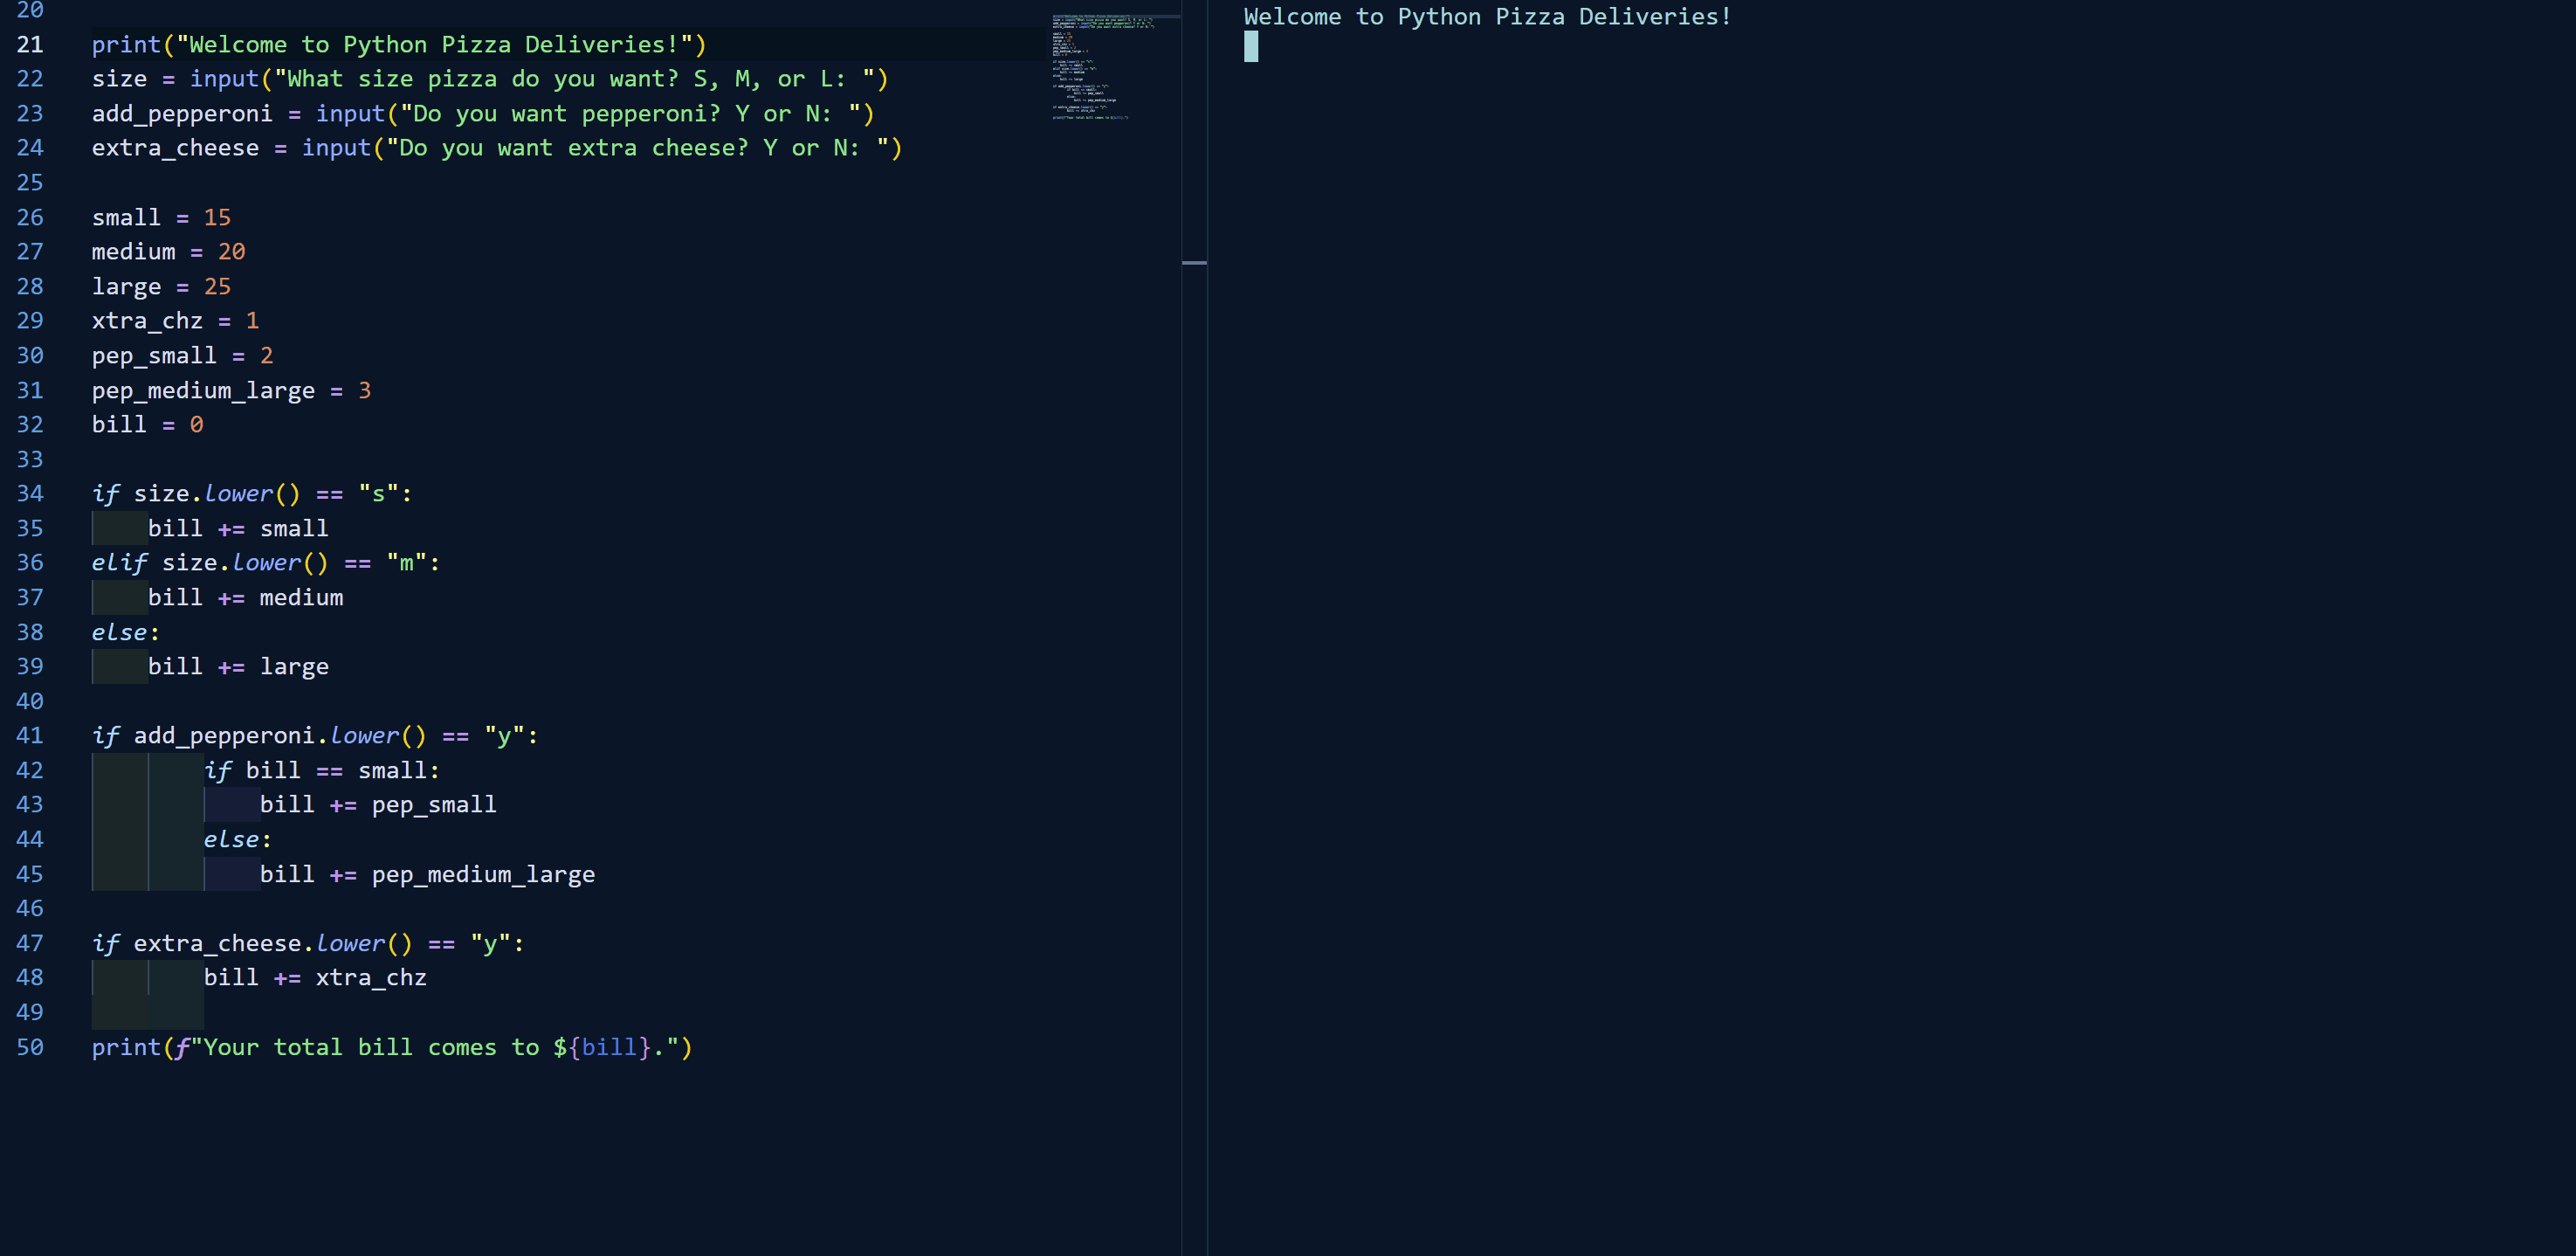 20
21 print("Welcome to Python Pizza Deliveries!")
22 size = input("What size pizza do you want? S, M, or L: ")
23 add_pepperoni = input("Do you want pepperoni? Y or N: ")
24 extra_cheese = input("Do you want extra cheese? Y or N: ")
25
26 small = 15
27 medium = 20
28 large = 25
29 xtra_chz = 1
30 pep_small = 2
31 pep_medium_large = 3
32 bill = 0
33
34 if size.lower() == "s":
35     bill += small
36 elif size.lower() == "m":
37     bill += medium
38 else:
39     bill += large
40
41 if add_pepperoni.lower() == "y":
42         if bill == small:
43             bill += pep_small
44         else:
45             bill += pep_medium_large
46
47 if extra_cheese.lower() == "y":
48         bill += xtra_chz
49
50 print(f"Your total bill comes to ${bill}.")
Welcome to Python Pizza Deliveries!